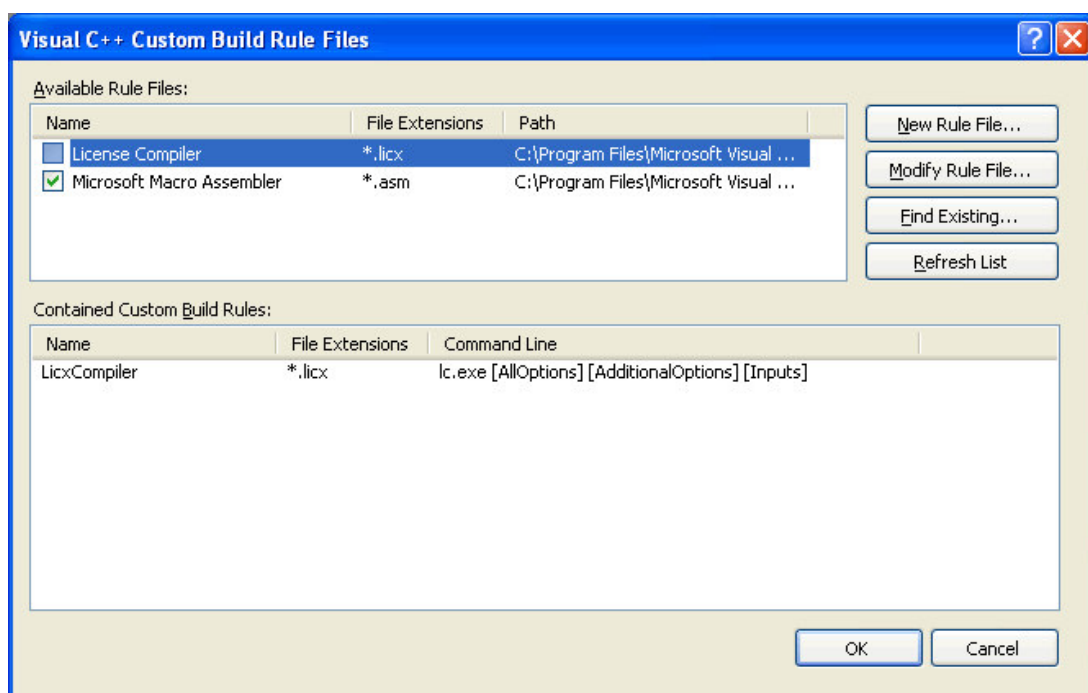 Visual C++ Custom Build Rule Files
Available Rule Files:
Name File Extensions Path
License Compiler *.licx C:\Program Files\Microsoft Visual ...
Microsoft Macro Assembler *.asm C:\Program Files\Microsoft Visual ...
New Rule File...
Modify Rule File...
Find Existing...
Refresh List
Contained Custom Build Rules:
Name File Extensions Command Line
LicxCompiler *.licx lc.exe [AllOptions] [AdditionalOptions] [Inputs]
OK Cancel